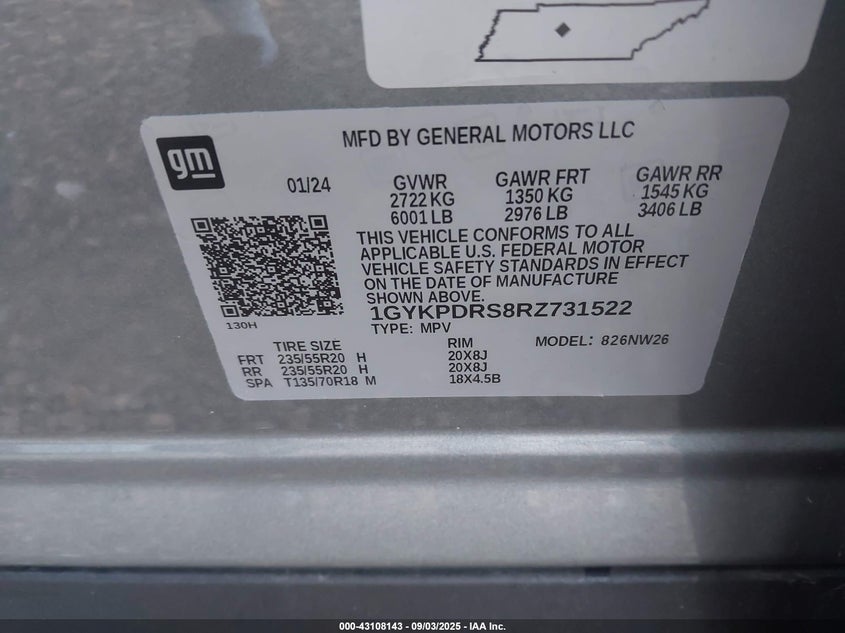 MFD BY GENERAL MOTORS LLC
gm
01/24
GVWR
2722 KG
6001 LB
GAWR FRT
1350 KG
2976 LB
GAWR RR
1545 KG
3406 LB
THIS VEHICLE CONFORMS TO ALL
APPLICABLE U.S. FEDERAL MOTOR
VEHICLE SAFETY STANDARDS IN EFFECT
ON THE DATE OF MANUFACTURE
SHOWN ABOVE.
1GYKPDRS8RZ731522
TYPE: MPV
MODEL: 826NW26
130H
TIRE SIZE RIM
FRT 235/55R20 H 20X8J
RR 235/55R20 H 20X8J
SPA T135/70R18 M 18X4.5B
000-43108143 - 09/03/2025 - IAA Inc.